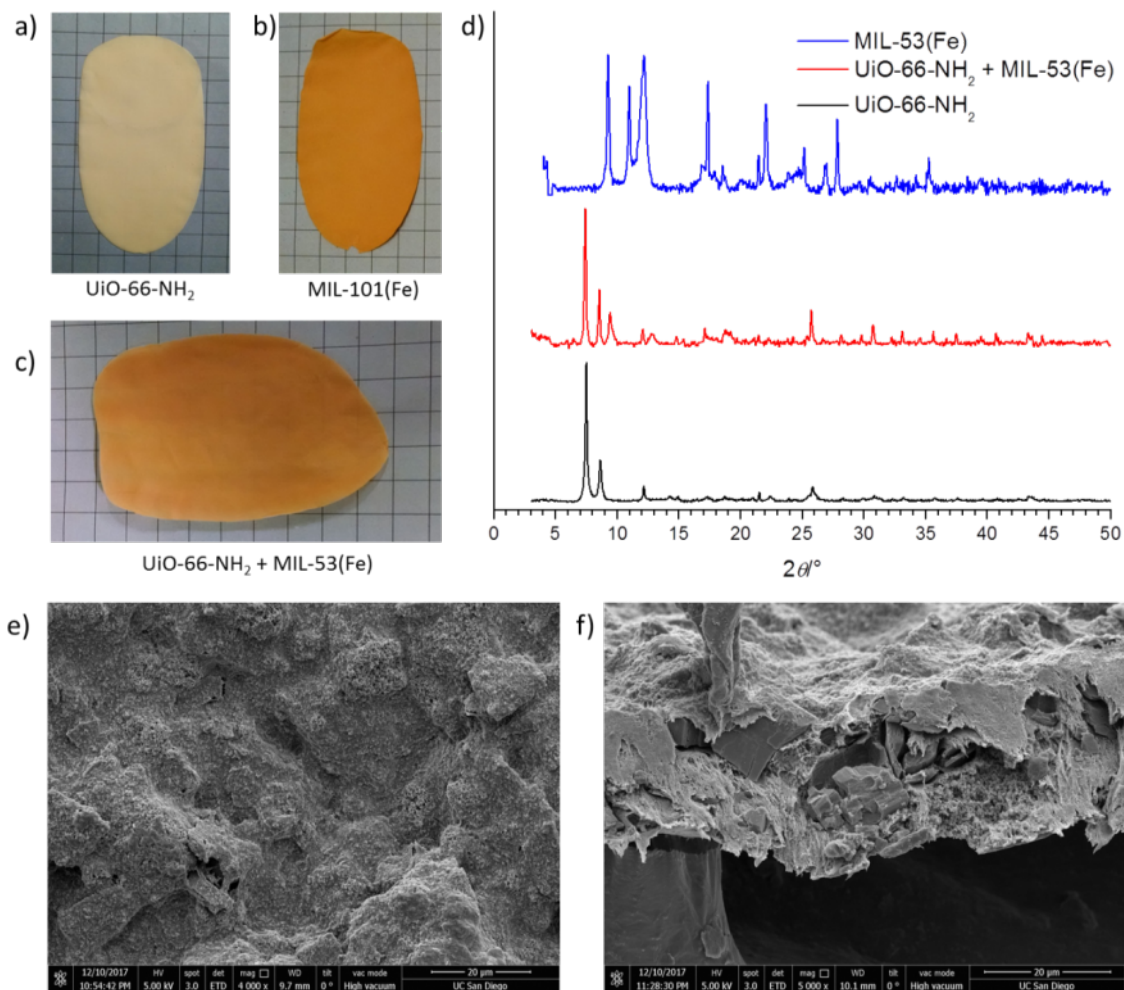 a)
UiO-66-NH₂
b)
MIL-101(Fe)
c)
UiO-66-NH₂ + MIL-53(Fe)
d)
MIL-53(Fe)
UiO-66-NH₂ + MIL-53(Fe)
UiO-66-NH₂
0 5 10 15 20 25 30 35 40 45 50
2θ/°
e)
12/10/2017 HV spot det mag □ WD tilt vac mode 20 μm
10:54:42 PM 5.00 kV 3.0 ETD 4 000 x 9.7 mm 0 ° High vacuum UC San Diego
f)
12/10/2017 HV spot det mag □ WD tilt vac mode 20 μm
11:28:30 PM 5.00 kV 3.0 ETD 5 000 x 10.1 mm 0 ° High vacuum UC San Diego